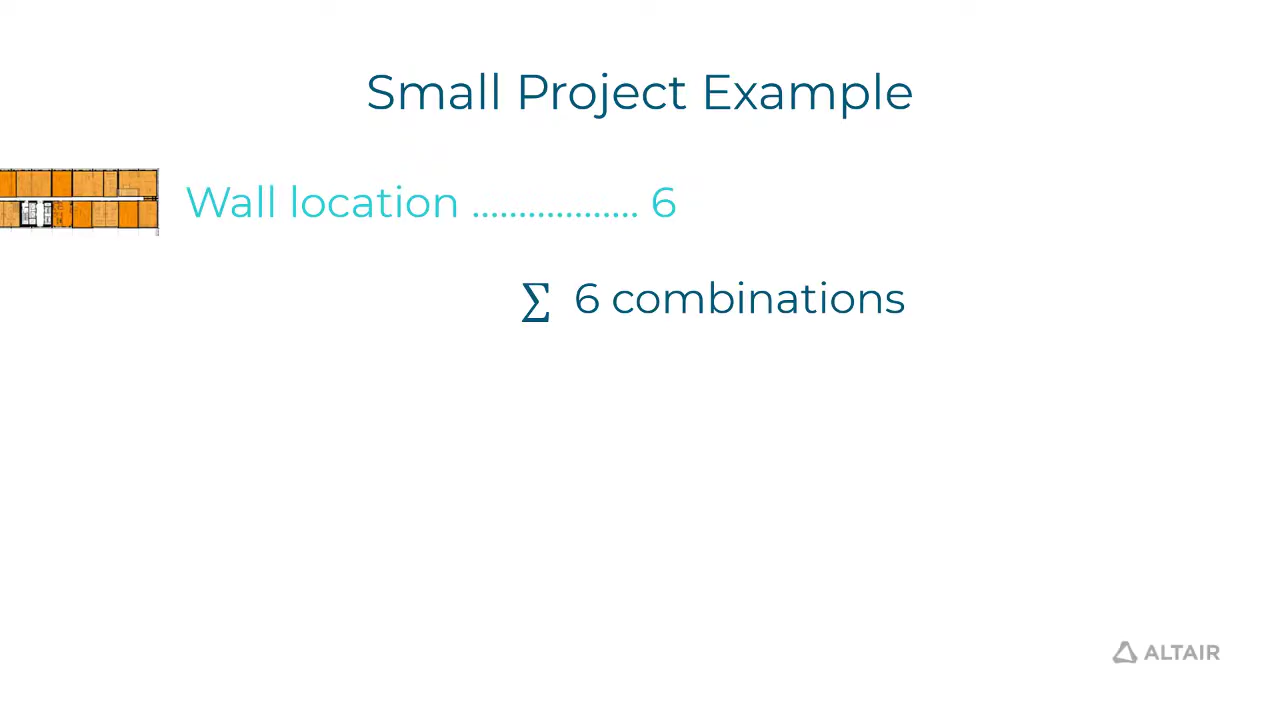 Small Project Example
Wall location .................. 6
∑ 6 combinations
ALTAIR